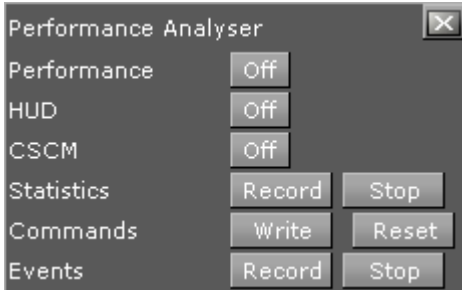 Performance Analyser
Performance Off
HUD Off
CSCM Off
Statistics Record Stop
Commands Write Reset
Events Record Stop